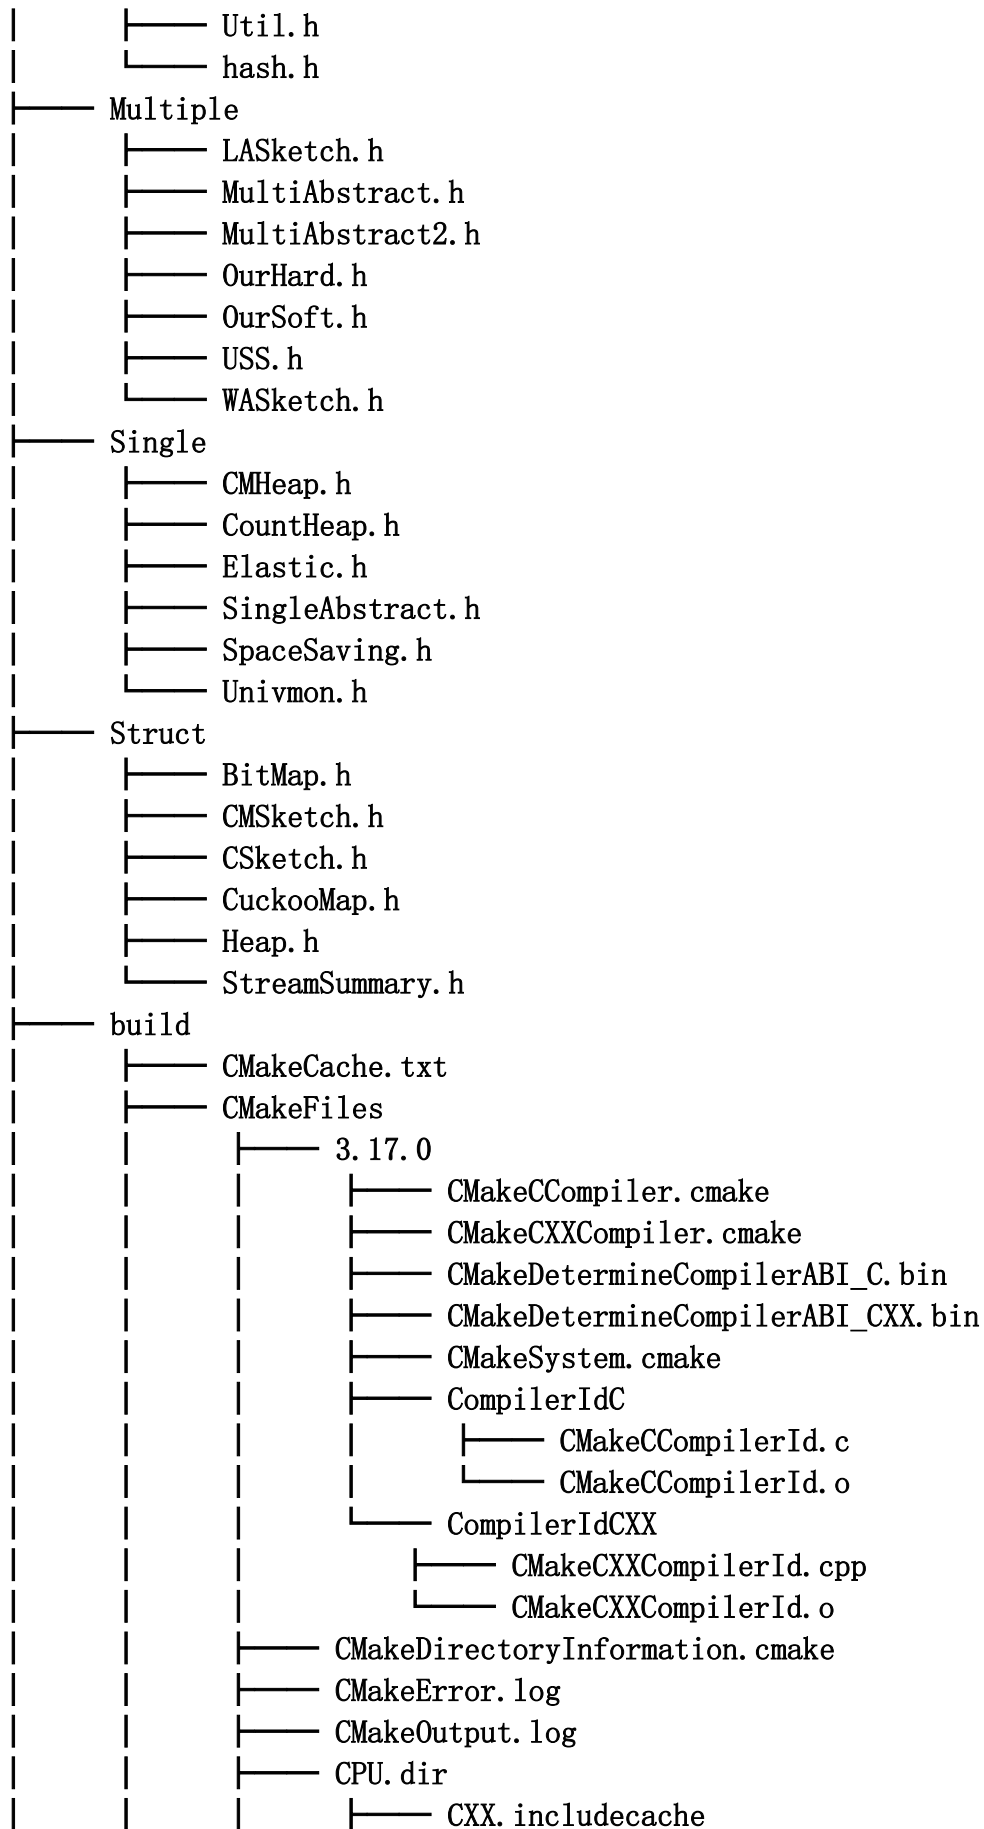 │      ├──── Util.h
│      └──── hash.h
├──── Multiple
│      ├──── LASketch.h
│      ├──── MultiAbstract.h
│      ├──── MultiAbstract2.h
│      ├──── OurHard.h
│      ├──── OurSoft.h
│      ├──── USS.h
│      └──── WASketch.h
├──── Single
│      ├──── CMHeap.h
│      ├──── CountHeap.h
│      ├──── Elastic.h
│      ├──── SingleAbstract.h
│      ├──── SpaceSaving.h
│      └──── Univmon.h
├──── Struct
│      ├──── BitMap.h
│      ├──── CMSketch.h
│      ├──── CSketch.h
│      ├──── CuckooMap.h
│      ├──── Heap.h
│      └──── StreamSummary.h
├──── build
│      ├──── CMakeCache.txt
│      ├──── CMakeFiles
│      │      ├──── 3.17.0
│      │      │      ├──── CMakeCCompiler.cmake
│      │      │      ├──── CMakeCXXCompiler.cmake
│      │      │      ├──── CMakeDetermineCompilerABI_C.bin
│      │      │      ├──── CMakeDetermineCompilerABI_CXX.bin
│      │      │      ├──── CMakeSystem.cmake
│      │      │      ├──── CompilerIdC
│      │      │      │      ├──── CMakeCCompilerId.c
│      │      │      │      └──── CMakeCCompilerId.o
│      │      │      └──── CompilerIdCXX
│      │      │          ├──── CMakeCXXCompilerId.cpp
│      │      │          └──── CMakeCXXCompilerId.o
│      │      ├──── CMakeDirectoryInformation.cmake
│      │      ├──── CMakeError.log
│      │      ├──── CMakeOutput.log
│      │      ├──── CPU.dir
│      │      │      ├──── CXX.includecache